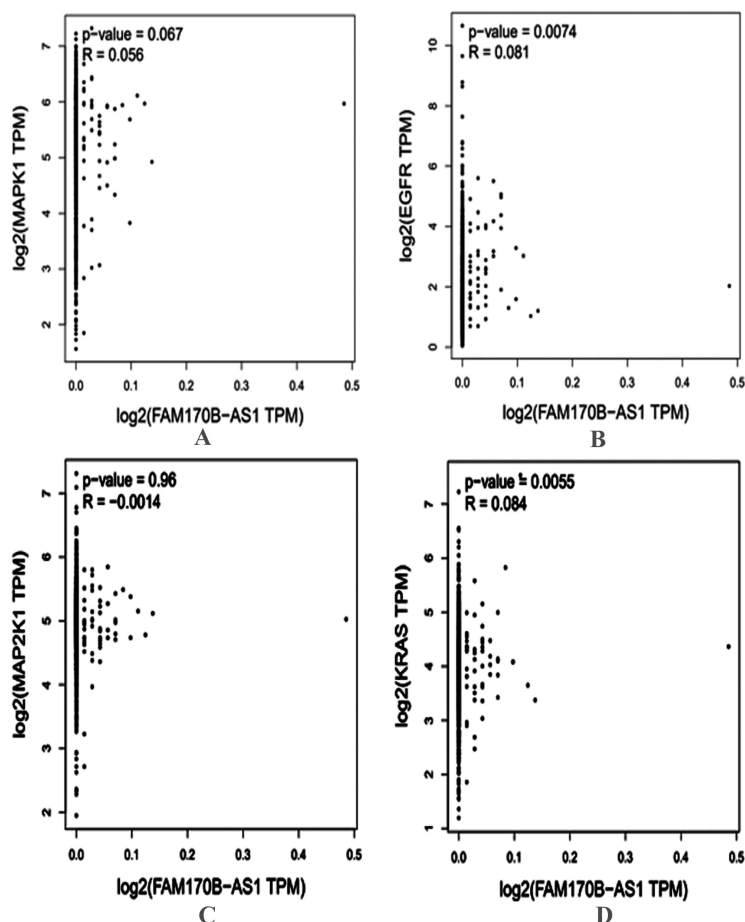 p-value = 0.067
R = 0.056
7
6
5
4
3
2
log2(MAPK1 TPM)
0.0 0.1 0.2 0.3 0.4 0.5
log2(FAM170B-AS1 TPM)
A
p-value = 0.0074
R = 0.081
10
8
6
4
2
0
log2(EGFR TPM)
0.0 0.1 0.2 0.3 0.4 0.5
log2(FAM170B-AS1 TPM)
B
p-value = 0.96
R = -0.0014
7
6
5
4
3
2
log2(MAP2K1 TPM)
0.0 0.1 0.2 0.3 0.4 0.5
log2(FAM170B-AS1 TPM)
C
p-value = 0.0055
R = 0.084
7
6
5
4
3
2
1
log2(KRAS TPM)
0.0 0.1 0.2 0.3 0.4 0.5
log2(FAM170B-AS1 TPM)
D